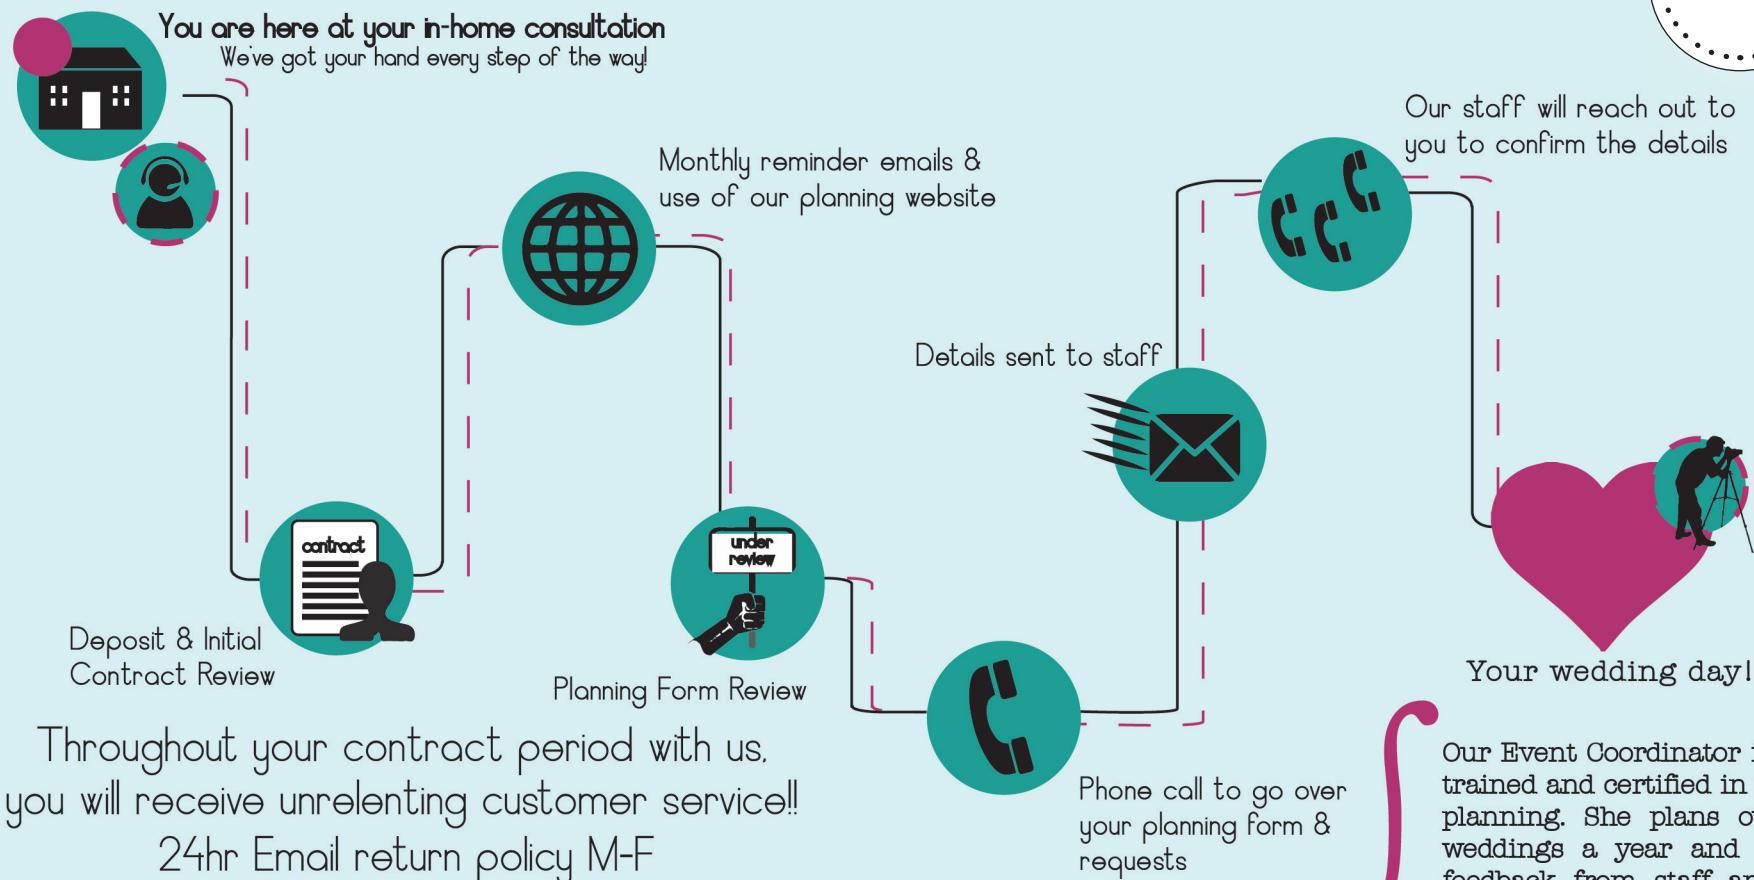 You are here at your in-home consultation
We've got your hand every step of the way!
Monthly reminder emails &
use of our planning website
Our staff will reach out to
you to confirm the details
Details sent to staff
contract
under
review
Deposit & Initial
Contract Review
Planning Form Review
Your wedding day!
Phone call to go over
your planning form &
requests
Throughout your contract period with us,
you will receive unrelenting customer service!!
24hr Email return policy M-F
Our Event Coordinator
trained and certified in
planning. She plans
weddings a year and
feedback from staff